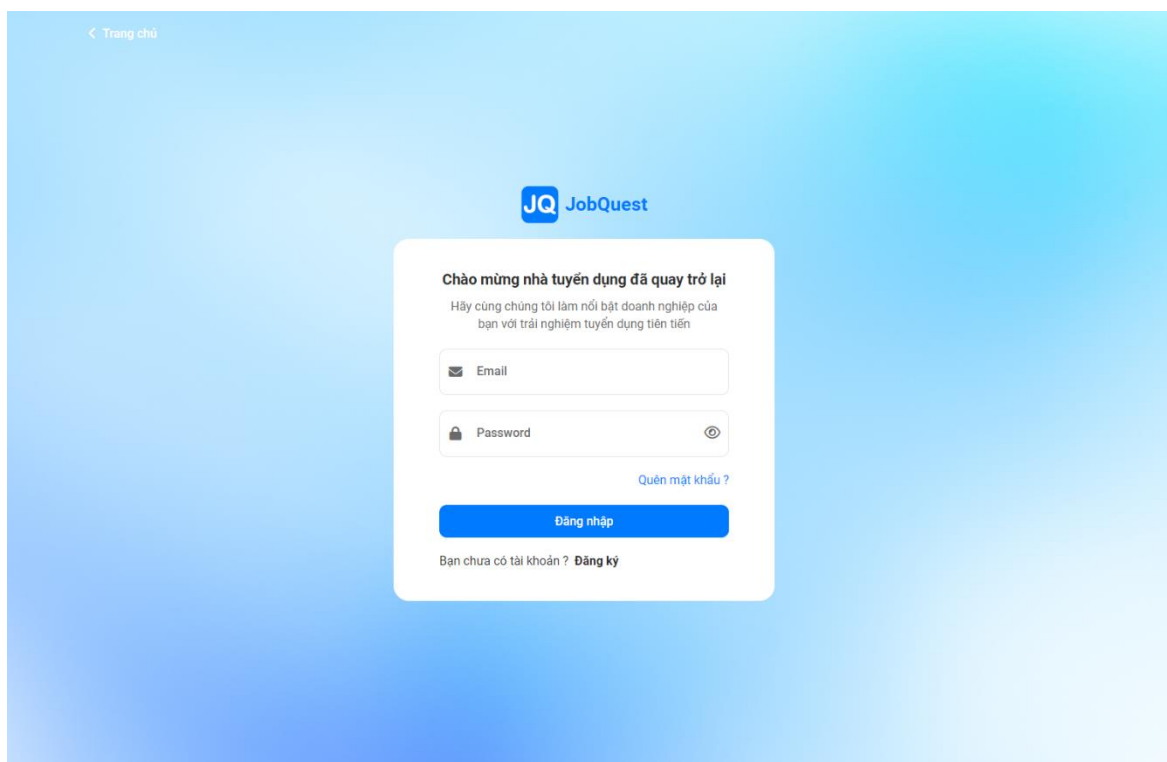 Trang chủ
JQ JobQuest
Chào mừng nhà tuyển dụng đã quay trở lại
Hãy cùng chúng tôi làm nổi bật doanh nghiệp của
bạn với trải nghiệm tuyển dụng tiên tiến
Email
Password
Quên mật khẩu ?
Đăng nhập
Bạn chưa có tài khoản ? Đăng ký